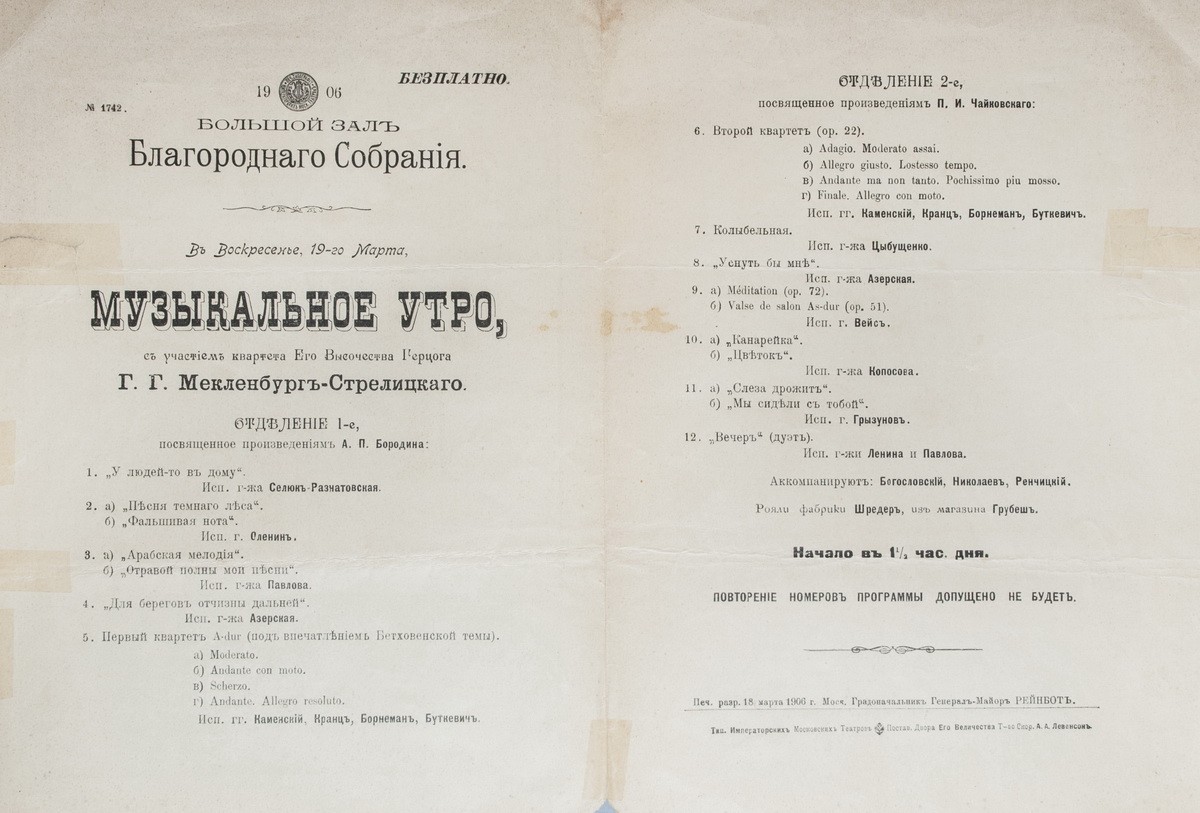 БЕЗПЛАТНО.
19 06
№ 1742.
БОЛЬШОЙ ЗАЛЪ
Благороднаго Собранія.
Въ Воскресенье, 19-го Марта,
МУЗЫКАЛЬНОЕ УТРО,
съ участіемъ квартета Его Высочества Герцога
Г. Г. Мекленбургъ-Стрелицкаго.
ОТДѢЛЕНІЕ 1-е,
посвященное произведеніямъ А. П. Бородина:
1. „У людей-то въ дому“.
Исп. г-жа Селюкъ-Разнатовская.
2. а) „Пѣсня темнаго лѣса“.
б) „Фальшивая нота“.
Исп. г. Оленинъ.
3. а) „Арабская мелодія“.
б) „Отравой полны мои пѣсни“.
Исп. г-жа Павлова.
4. „Для береговъ отчизны дальней“.
Исп. г-жа Азерская.
5. Первый квартетъ A-dur (подъ впечатлѣніемъ Бетховенской темы).
а) Moderato.
б) Andante con moto.
в) Scherzo.
г) Andante. Allegro resoluto.
Исп. гг. Каменскій, Кранцъ, Борнеманъ, Буткевичъ.
ОТДѢЛЕНІЕ 2-е,
посвященное произведеніямъ П. И. Чайковскаго:
6. Второй квартетъ (op. 22).
а) Adagio. Moderato assai.
б) Allegro giusto. Lostesso tempo.
в) Andante ma non tanto. Pochissimo piu mosso.
г) Finale. Allegro con moto.
Исп. гг. Каменскій, Кранцъ, Борнеманъ, Буткевичъ.
7. Колыбельная.
Исп. г-жа Цыбущенко.
8. „Уснуть бы мнѣ“.
Исп. г-жа Азерская.
9. а) Méditation (op. 72).
б) Valse de salon As-dur (op. 51).
Исп. г. Вейсъ.
10. а) „Канарейка“.
б) „Цвѣтокъ“.
Исп. г-жа Копосова.
11. а) „Слеза дрожитъ“.
б) „Мы сидѣли съ тобой“.
Исп. г. Грызуновъ.
12. „Вечеръ“ (дуэтъ).
Исп. г-жи Ленина и Павлова.
Аккомпанируютъ: Богословскій, Николаевъ, Ренчицкій.
Рояли фабрики Шредеръ, изъ магазина Грубешъ.
Начало въ 1 1/2 час. дня.
ПОВТОРЕНІЕ НОМЕРОВЪ ПРОГРАММЫ ДОПУЩЕНО НЕ БУДЕТЪ.
Печ. разр. 18 марта 1906 г. Моск. Градоначальникъ Генералъ-Майоръ РЕЙНБОТЪ.
Тип. Императорскихъ Московскихъ Театровъ Постав. Двора Его Величества Т-во Скор. А. А. Левенсонъ.